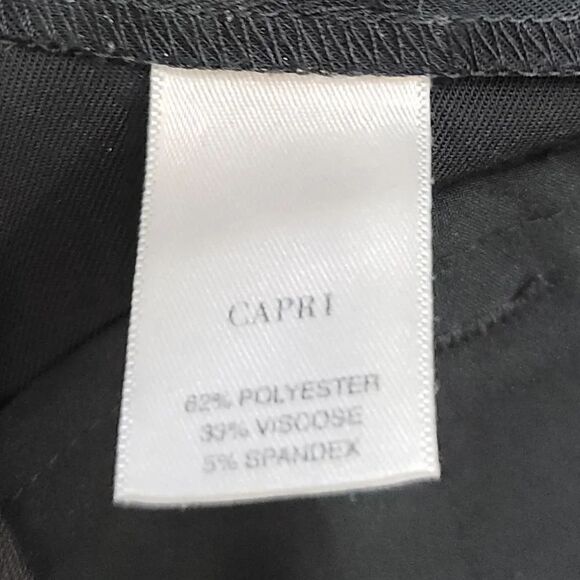 CAPRI
62% POLYESTER
33% VISCOSE
5% SPANDEX